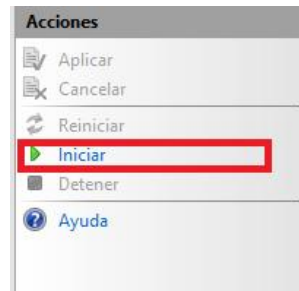 Acciones
Aplicar
Cancelar
Reiniciar
Iniciar
Detener
Ayuda